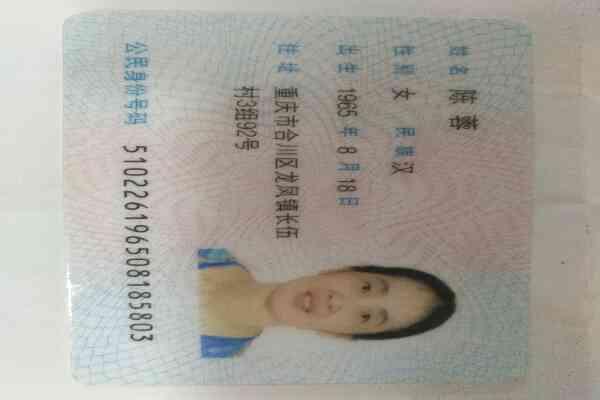 姓名 陈蓉
性别 女 民族 汉
出生 1965 年 8 月 18 日
住址 重庆市合川区龙凤镇长伍
村3组92号
公民身份号码 510226196508185803